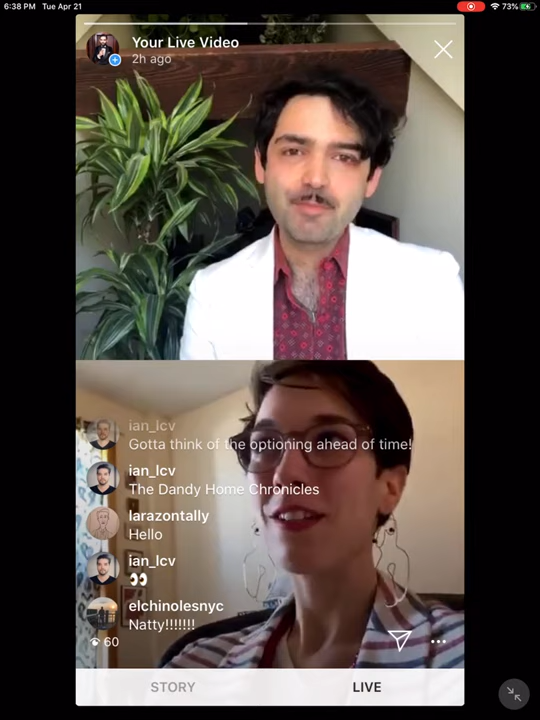 6:38 PM Tue Apr 21
73%
Your Live Video
2h ago
ian_lcv
Gotta think of the optioning ahead of time!
ian_lcv
The Dandy Home Chronicles
larazontally
Hello
ian_lcv
👀
elchinolesnyc
Natty!!!!!!!
60
STORY LIVE